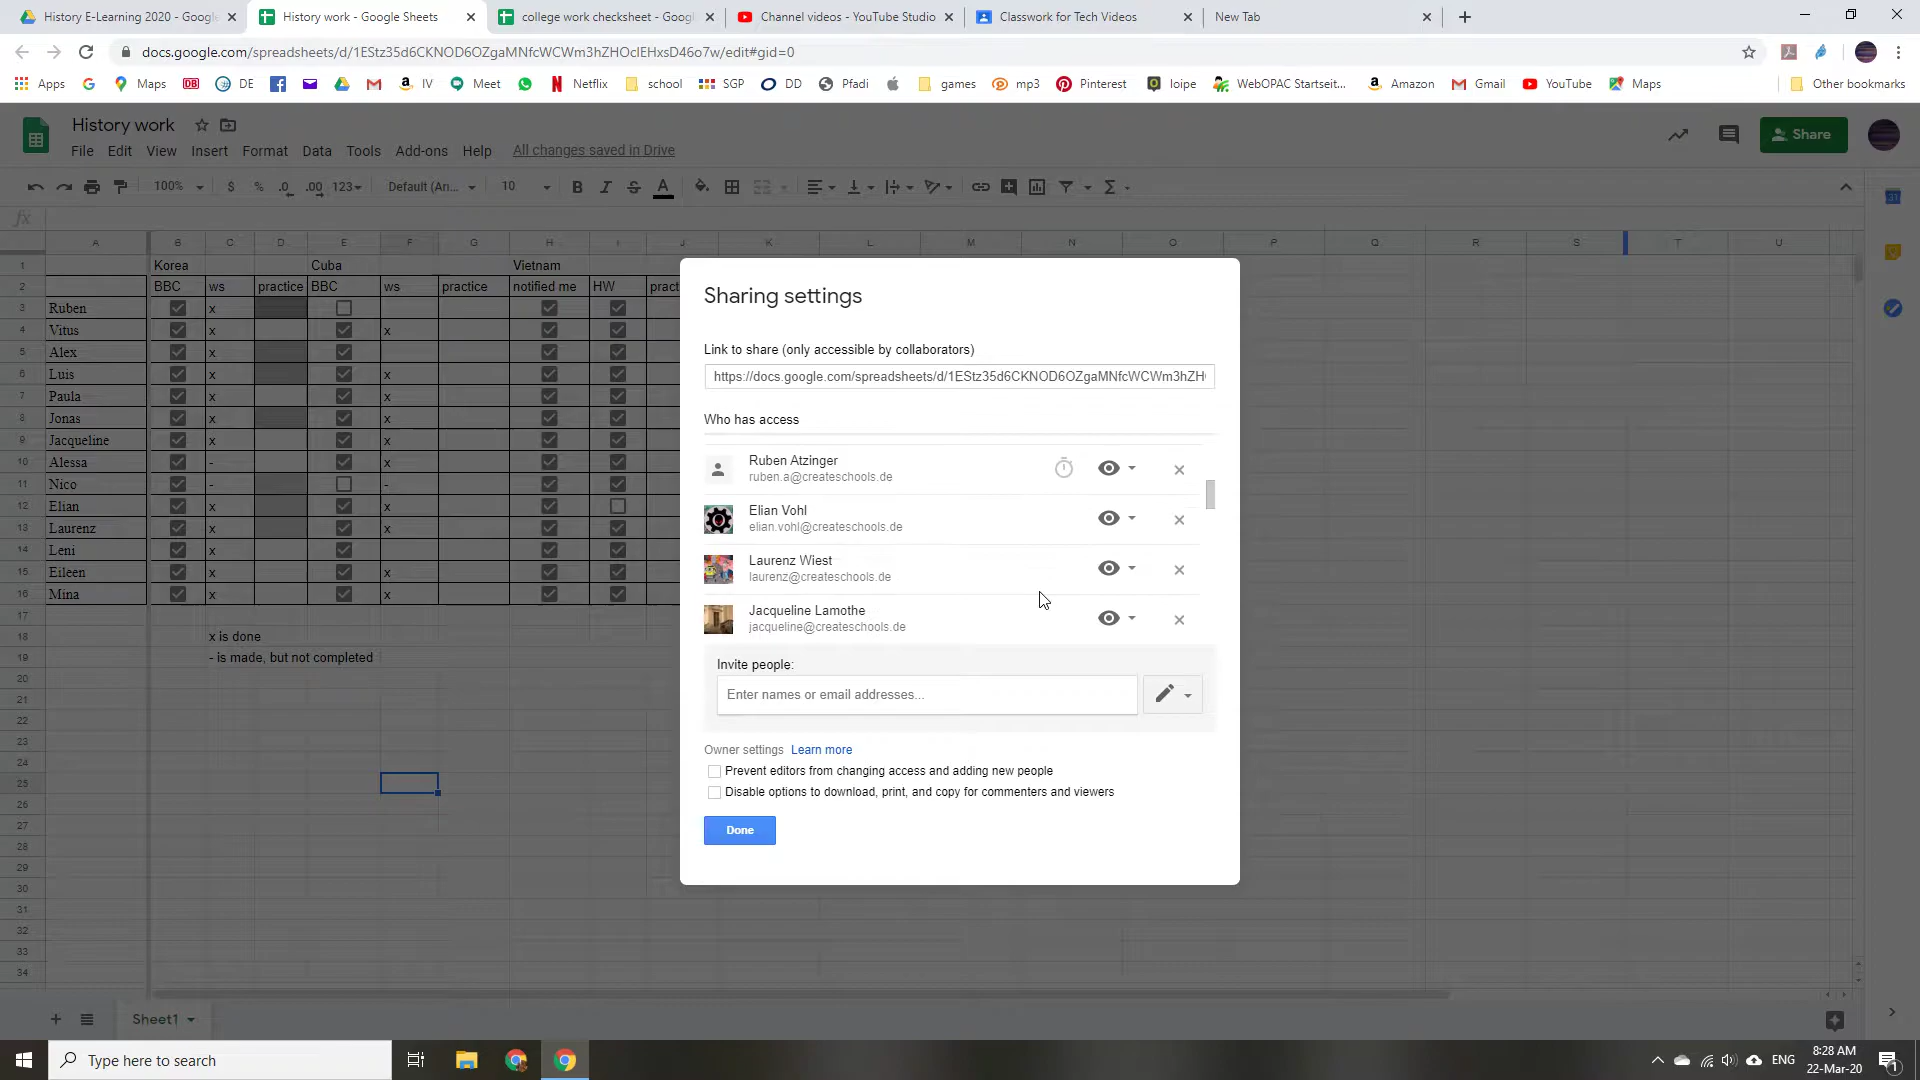 History E-Learning 2020 - Google
History work - Google Sheets
college work checksheet - Goog
Channel videos - YouTube Studio
Classwork for Tech Videos
New Tab
docs.google.com/spreadsheets/d/1EStz35d6CKNOD6OZgaMNfcWCWm3hZHOclEHxsD46o7w/edit#gid=0
Apps
Maps
DB
DE
IV
Meet
Netflix
school
SGP
DD
Pfadi
games
mp3
Pinterest
loipe
WebOPAC Startseit...
Amazon
Gmail
YouTube
Maps
Other bookmarks
History work
Share
File Edit View Insert Format Data Tools Add-ons Help All changes saved in Drive
100% $ % .0 .00 123 Default (Ari... 10 B I S A
fx
A B C D E F G H I J K L M N O P Q R S T U
1 Korea Cuba Vietnam
2 BBC ws practice BBC ws practice notified me HW pract
3 Ruben x
4 Vitus x x
5 Alex x
6 Luis x x
7 Paula x x
8 Jonas x x
9 Jacqueline x x
10 Alessa - x
11 Nico - -
12 Elian x x
13 Laurenz x x
14 Leni x
15 Eileen x x
16 Mina x x
17
18 x is done
19 - is made, but not completed
20
21
22
23
24
25
26
27
28
29
30
31
32
33
34
Sharing settings
Link to share (only accessible by collaborators)
https://docs.google.com/spreadsheets/d/1EStz35d6CKNOD6OZgaMNfcWCWm3hZH
Who has access
Ruben Atzinger
ruben.a@createschools.de
Elian Vohl
elian.vohl@createschools.de
Laurenz Wiest
laurenz@createschools.de
Jacqueline Lamothe
jacqueline@createschools.de
Invite people:
Enter names or email addresses...
Owner settings Learn more
Prevent editors from changing access and adding new people
Disable options to download, print, and copy for commenters and viewers
Done
Sheet1
Type here to search
ENG
8:28 AM
22-Mar-20
1